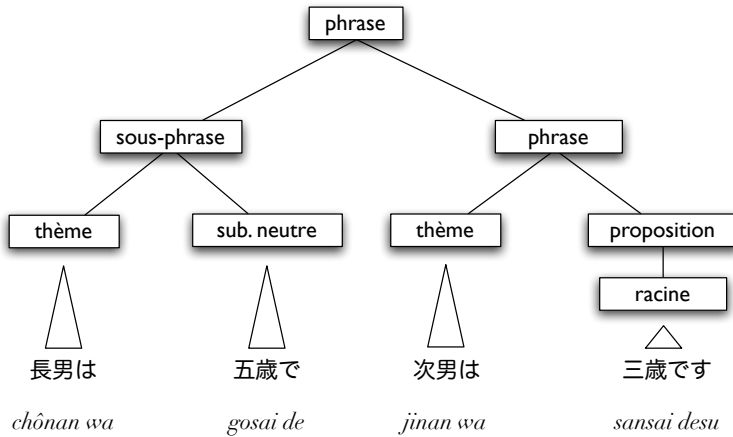 phrase
sous-phrase phrase
thème sub. neutre thème proposition
racine
長男は 五歳で 次男は 三歳です
chônan wa gosai de jinan wa sansai desu